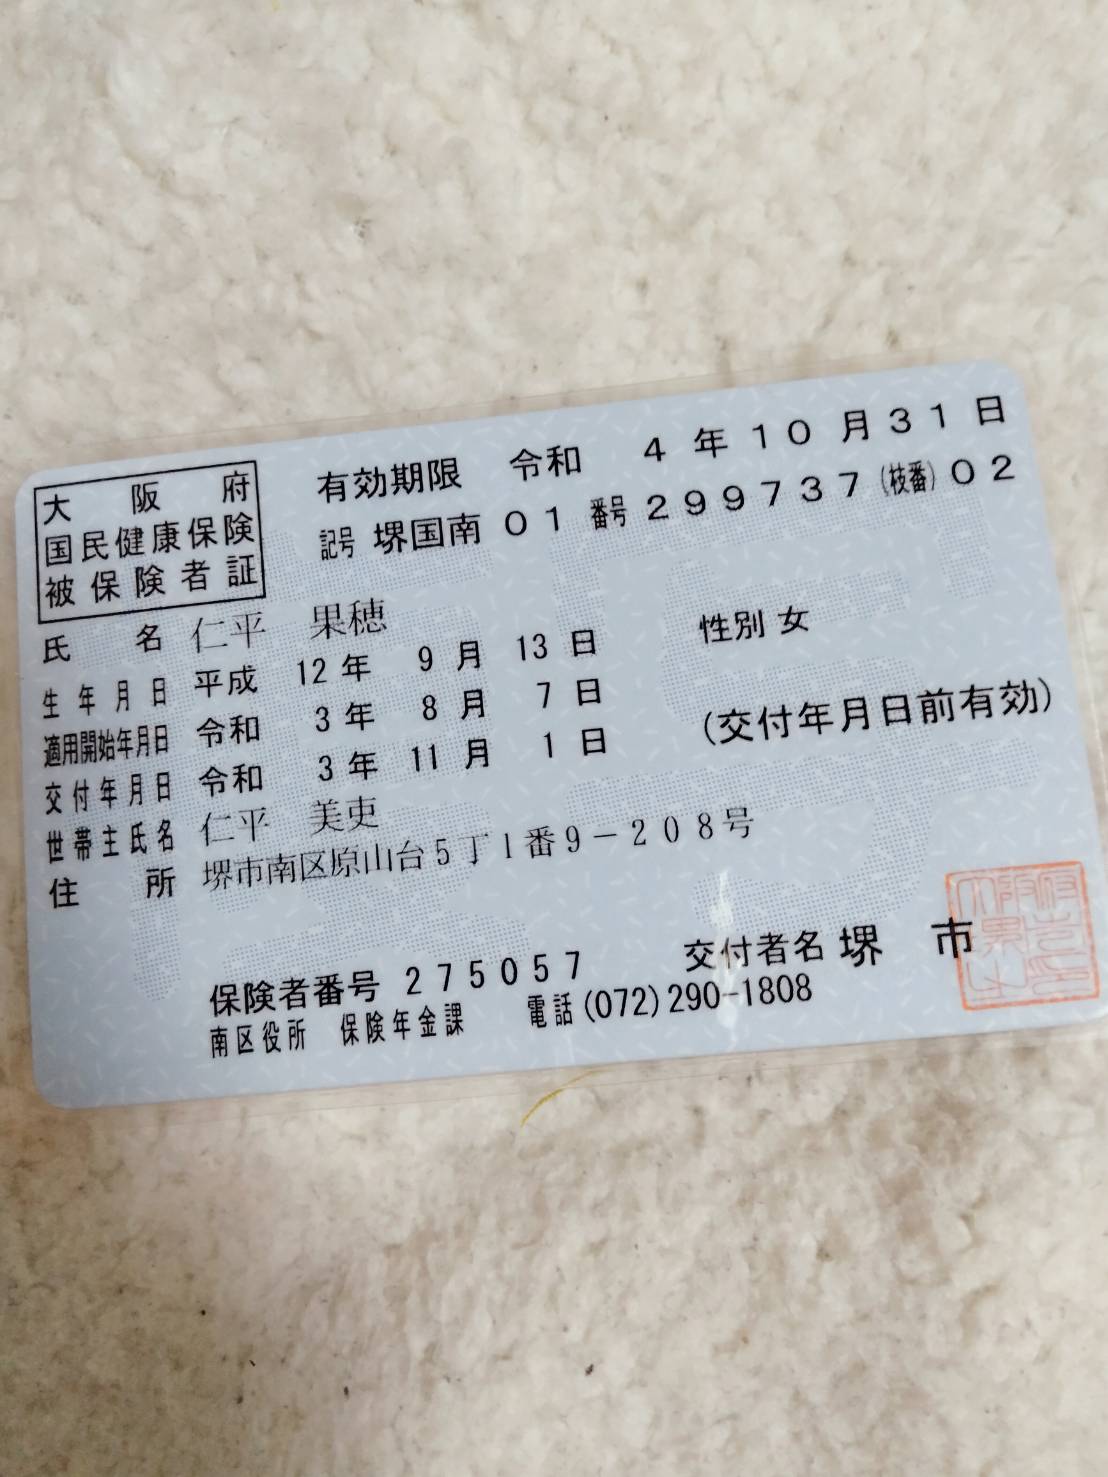 大阪府
国民健康保険
被保険者証
有効期限 令和 4年10月31日
記号 堺国南01 番号 299737 (枝番) 02
氏名 仁平 果穂
性別 女
生年月日 平成 12年 9月 13日
適用開始年月日 令和 3年 8月 7日
(交付年月日前有効)
交付年月日 令和 3年 11月 1日
世帯主氏名 仁平 美吏
住所 堺市南区原山台5丁1番9-208号
保険者番号 275057
交付者名 堺市
南区役所 保険年金課 電話(072)290-1808